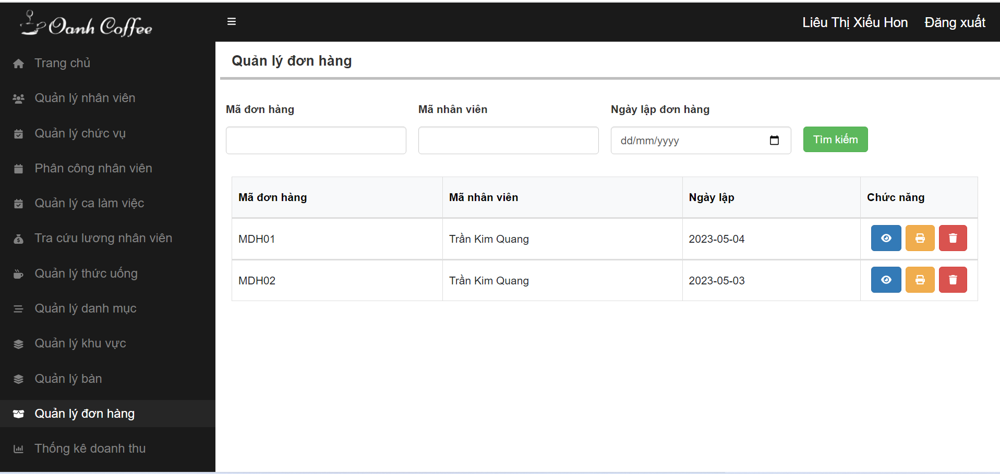 Oanh Coffee
Liêu Thị Xiếu Hon
Đăng xuất
Trang chủ
Quản lý nhân viên
Quản lý chức vụ
Phân công nhân viên
Quản lý ca làm việc
Tra cứu lương nhân viên
Quản lý thức uống
Quản lý danh mục
Quản lý khu vực
Quản lý bàn
Quản lý đơn hàng
Thống kê doanh thu
Quản lý đơn hàng
Mã đơn hàng
Mã nhân viên
Ngày lập đơn hàng
dd/mm/yyyy
Tìm kiếm
Mã đơn hàng Mã nhân viên Ngày lập Chức năng
MDH01 Trần Kim Quang 2023-05-04
MDH02 Trần Kim Quang 2023-05-03